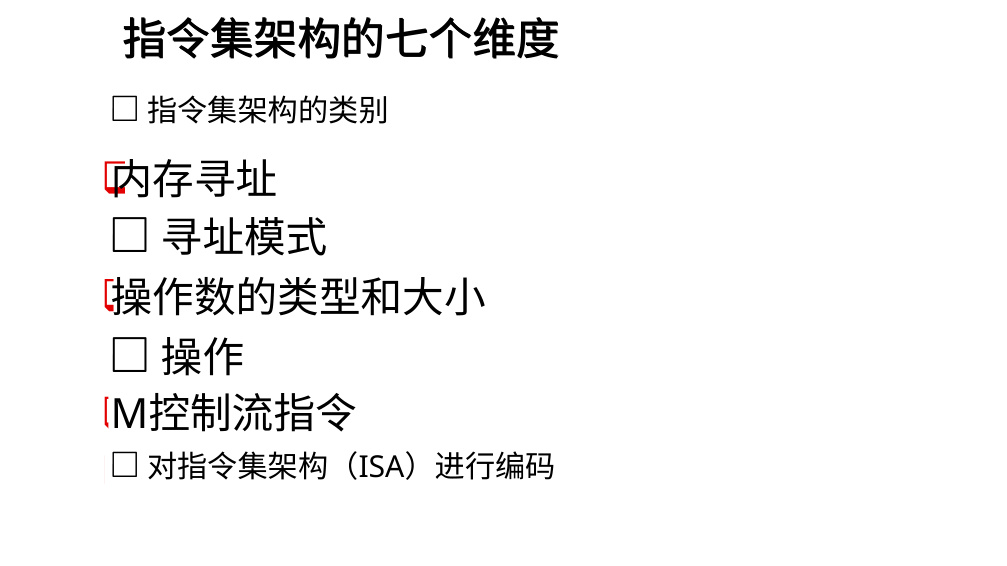 指令集架构的七个维度
☐ 指令集架构的类别
内存寻址
☐ 寻址模式
操作数的类型和大小
☐ 操作
M控制流指令
☐ 对指令集架构（ISA）进行编码